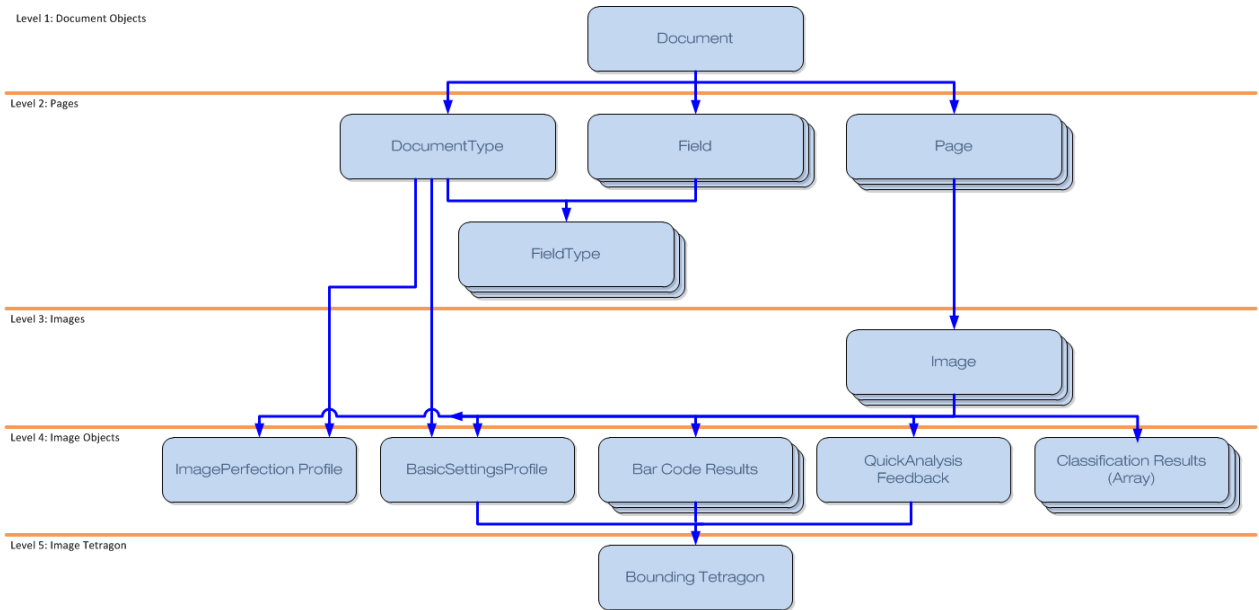 Level 1: Document Objects
Document
Level 2: Pages
DocumentType
Field
Page
FieldType
Level 3: Images
Image
Level 4: Image Objects
ImagePerfection Profile
BasicSettingsProfile
Bar Code Results
QuickAnalysis
Feedback
Classification Results
(Array)
Level 5: Image Tetragon
Bounding Tetragon